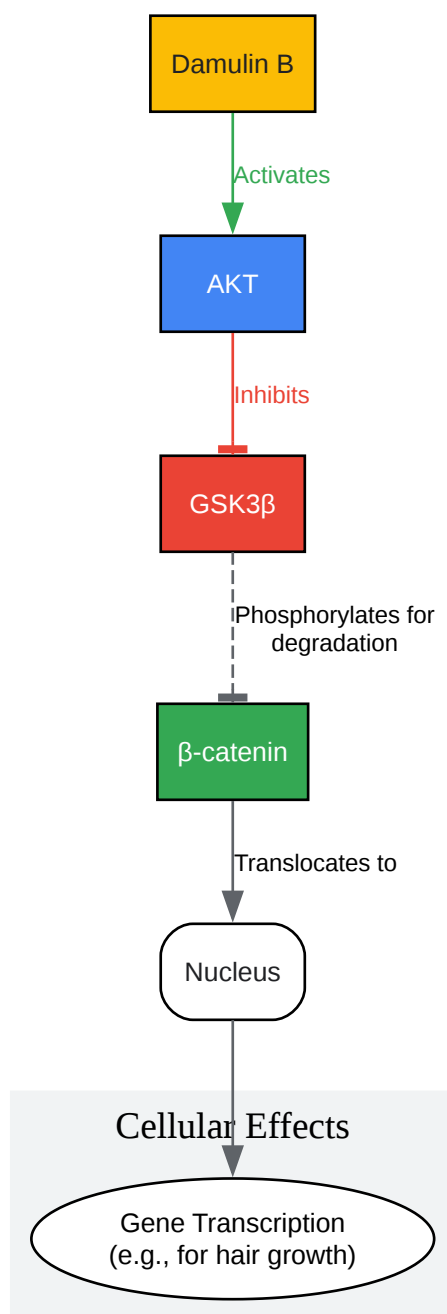 Damulin B
Activates
AKT
Inhibits
GSK3β
Phosphorylates for
degradation
β-catenin
Translocates to
Nucleus
Cellular Effects
Gene Transcription
(e.g., for hair growth)